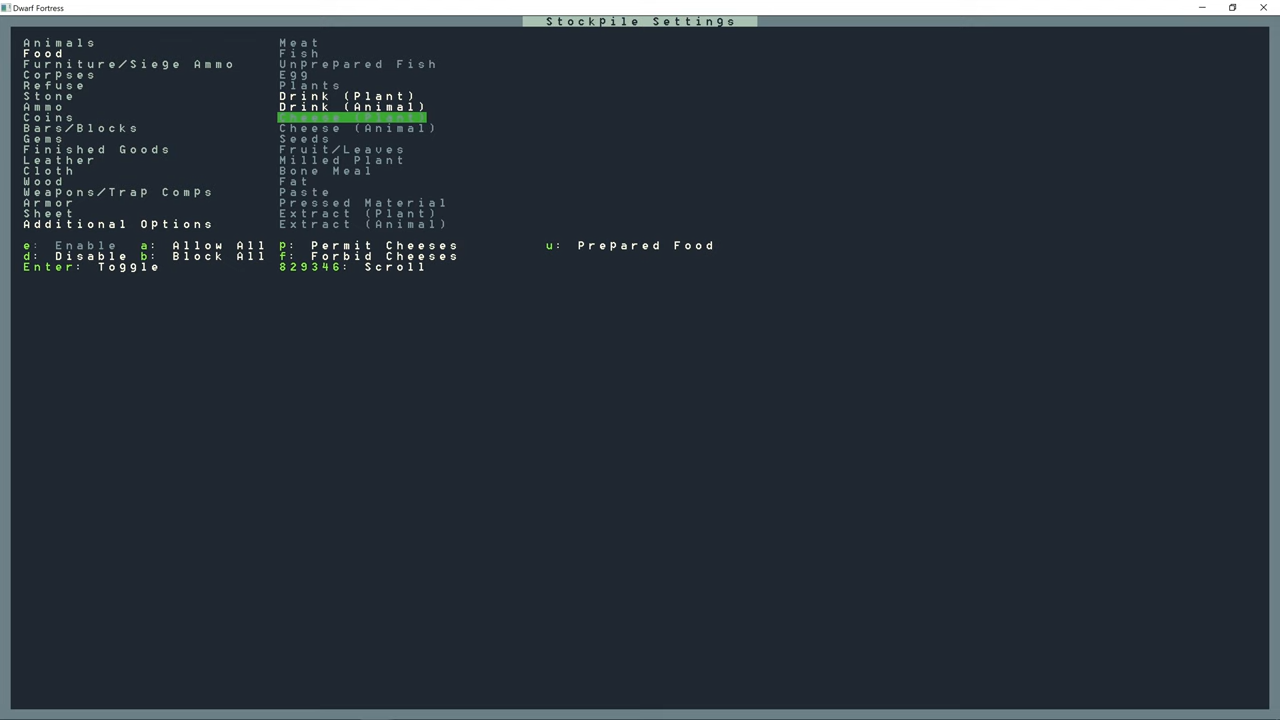 Dwarf Fortress
Stockpile Settings
Animals Meat
Food Fish
Furniture/Siege Ammo Unprepared Fish
Corpses Egg
Refuse Plants
Stone Drink (Plant)
Ammo Drink (Animal)
Coins Cheese (Plant)
Bars/Blocks Cheese (Animal)
Gems Seeds
Finished Goods Fruit/Leaves
Leather Milled Plant
Cloth Bone Meal
Wood Fat
Weapons/Trap Comps Paste
Armor Pressed Material
Sheet Extract (Plant)
Additional Options Extract (Animal)
e: Enable a: Allow All p: Permit Cheeses u: Prepared Food
d: Disable b: Block All f: Forbid Cheeses
Enter: Toggle 829346: Scroll